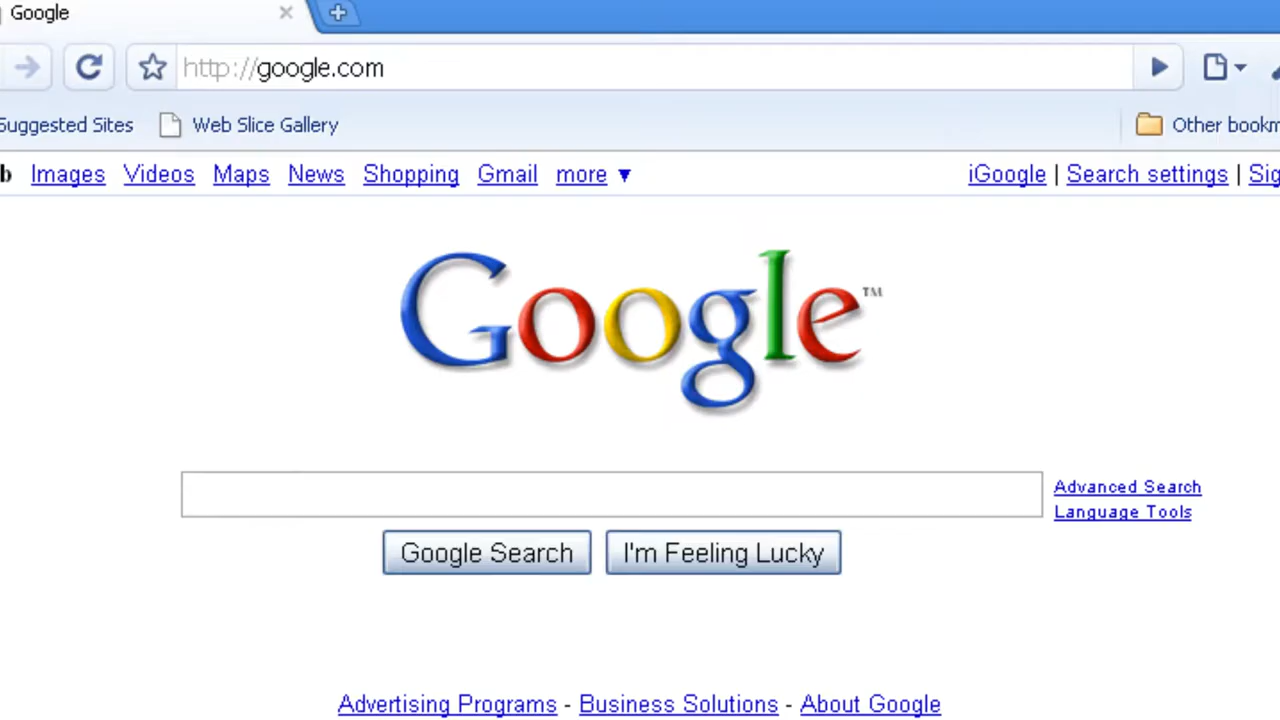 Google
http://google.com
Suggested Sites Web Slice Gallery Other bookm
b Images Videos Maps News Shopping Gmail more ▼ iGoogle | Search settings | Sig
Google™
Advanced Search
Language Tools
Google Search I'm Feeling Lucky
Advertising Programs - Business Solutions - About Google